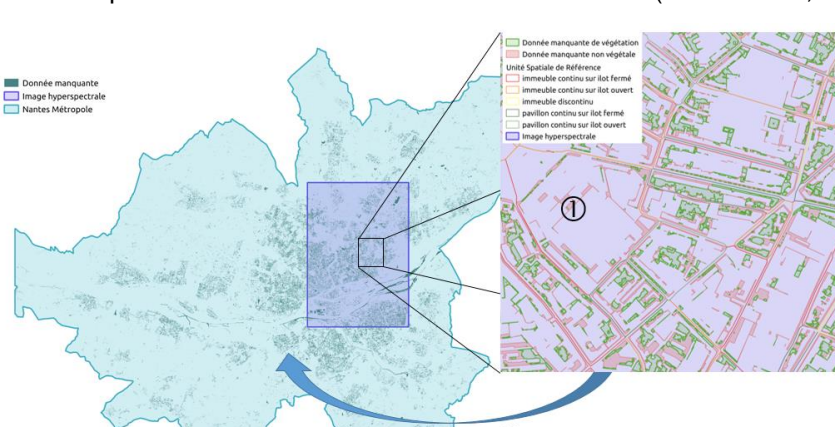 Donnée manquante
Image hyperspectrale
Nantes Métropole
Donnée manquante de végétation
Donnée manquante non végétale
Unité Spatiale de Référence
immeuble continu sur ilot fermé
immeuble continu sur ilot ouvert
immeuble discontinu
pavillon continu sur ilot fermé
pavillon continu sur ilot ouvert
Image hyperspectrale
①